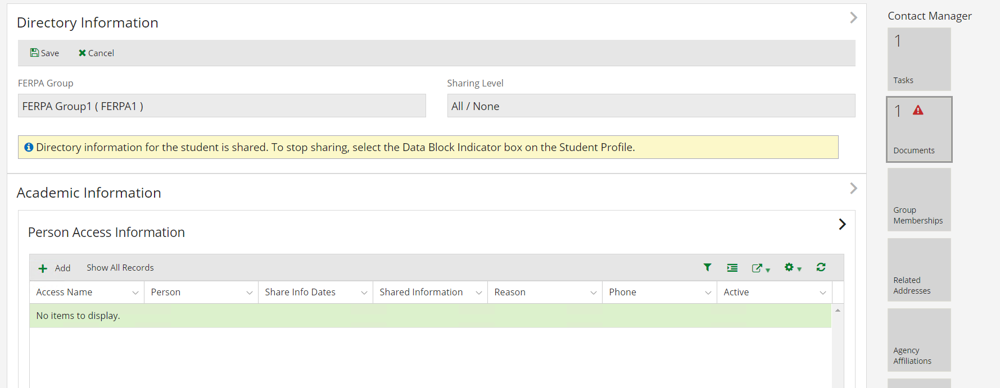 Directory Information
Save
Cancel
FERPA Group
Sharing Level
FERPA Group1 ( FERPA1 )
All / None
Directory information for the student is shared. To stop sharing, select the Data Block Indicator box on the Student Profile.
Academic Information
Person Access Information
Add
Show All Records
Access Name
Person
Share Info Dates
Shared Information
Reason
Phone
Active
No items to display.
Contact Manager
1
Tasks
1
Documents
Group
Memberships
Related
Addresses
Agency
Affiliations